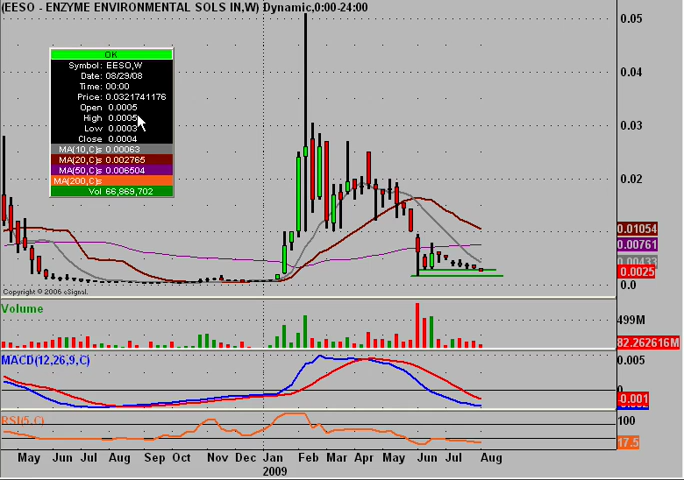 (EESO - ENZYME ENVIRONMENTAL SOLS IN,W) Dynamic,0:00-24:00
OK
Symbol: EESO,W
Date: 08/29/08
Time: 00:00
Price: 0.0321741176
Open 0.0005
High 0.0005
Low 0.0003
Close 0.0004
MA(10,C)s 0.00063
MA(20,C)s 0.002765
MA(50,C)s 0.006504
MA(200,C)s
Vol 66,869,702
0.05
0.04
0.03
0.02
0.01054
0.00761
0.00433
0.0025
0.0
Copyright © 2006 eSignal.
Volume
499M
82.262616M
MACD(12,26,9,C)
0.005
0
-0.001
RSI(5,C)
100
17.5
May Jun Jul Aug Sep Oct Nov Dec Jan Feb Mar Apr May Jun Jul Aug
2009